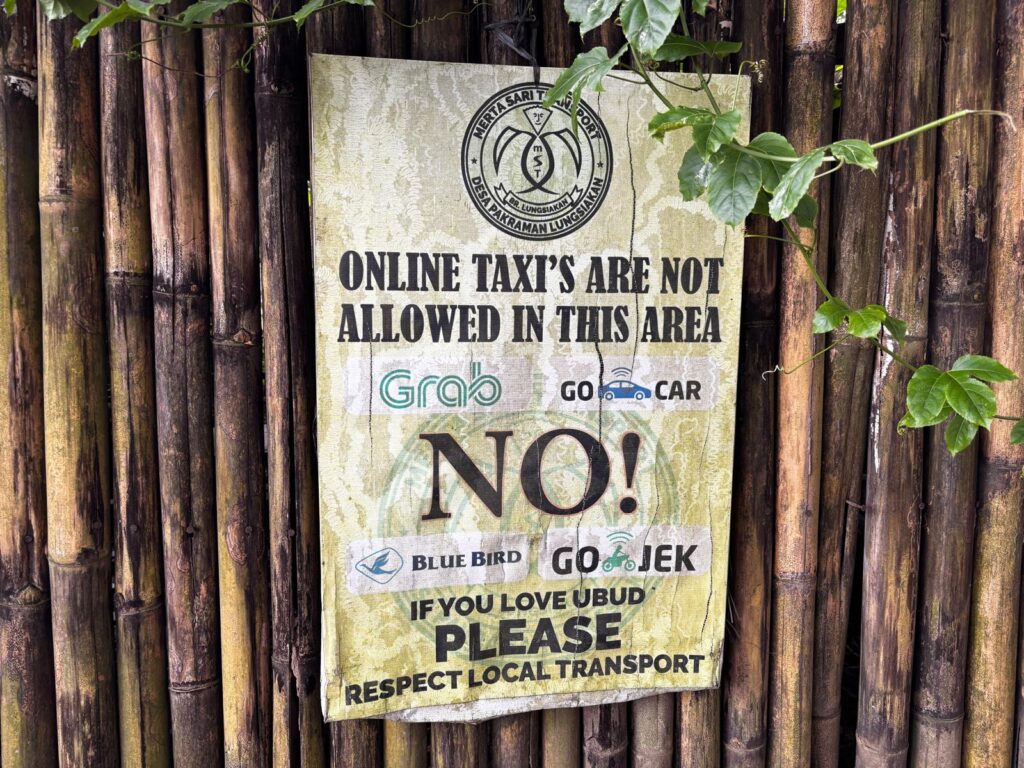 MERTA SARI TRANSPORT
MST
BR. LUNGSIAKAN
DESA PAKRAMAN LUNGSIAKAN
ONLINE TAXI'S ARE NOT
ALLOWED IN THIS AREA
Grab GO CAR
NO!
BLUE BIRD GO JEK
IF YOU LOVE UBUD
PLEASE
RESPECT LOCAL TRANSPORT